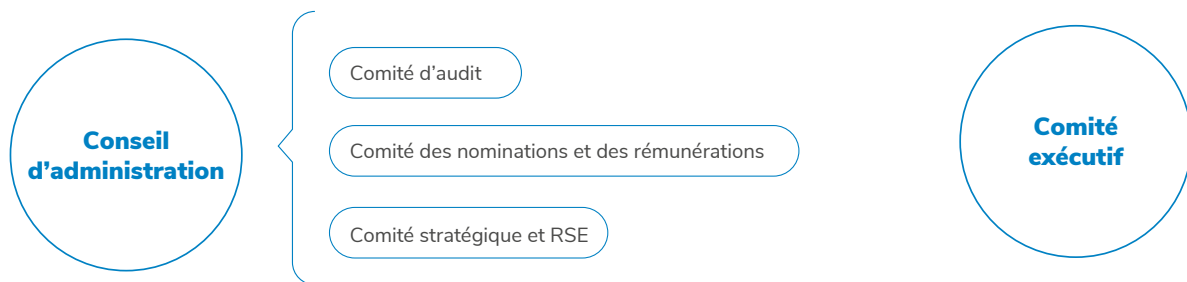 Conseil
d’administration
Comité d’audit
Comité des nominations et des rémunérations
Comité stratégique et RSE
Comité
exécutif